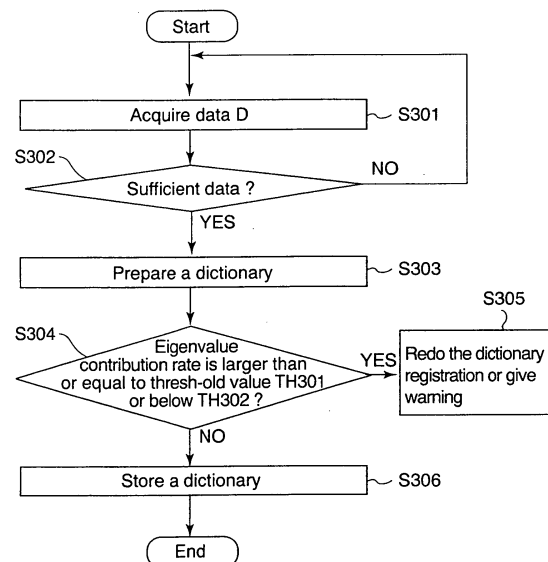 Start
Acquire data D
S301
S302
Sufficient data ?
NO
YES
Prepare a dictionary
S303
S304
Eigenvalue
contribution rate is larger than
or equal to thresh-old value TH301
or below TH302 ?
YES
S305
Redo the dictionary
registration or give
warning
NO
Store a dictionary
S306
End